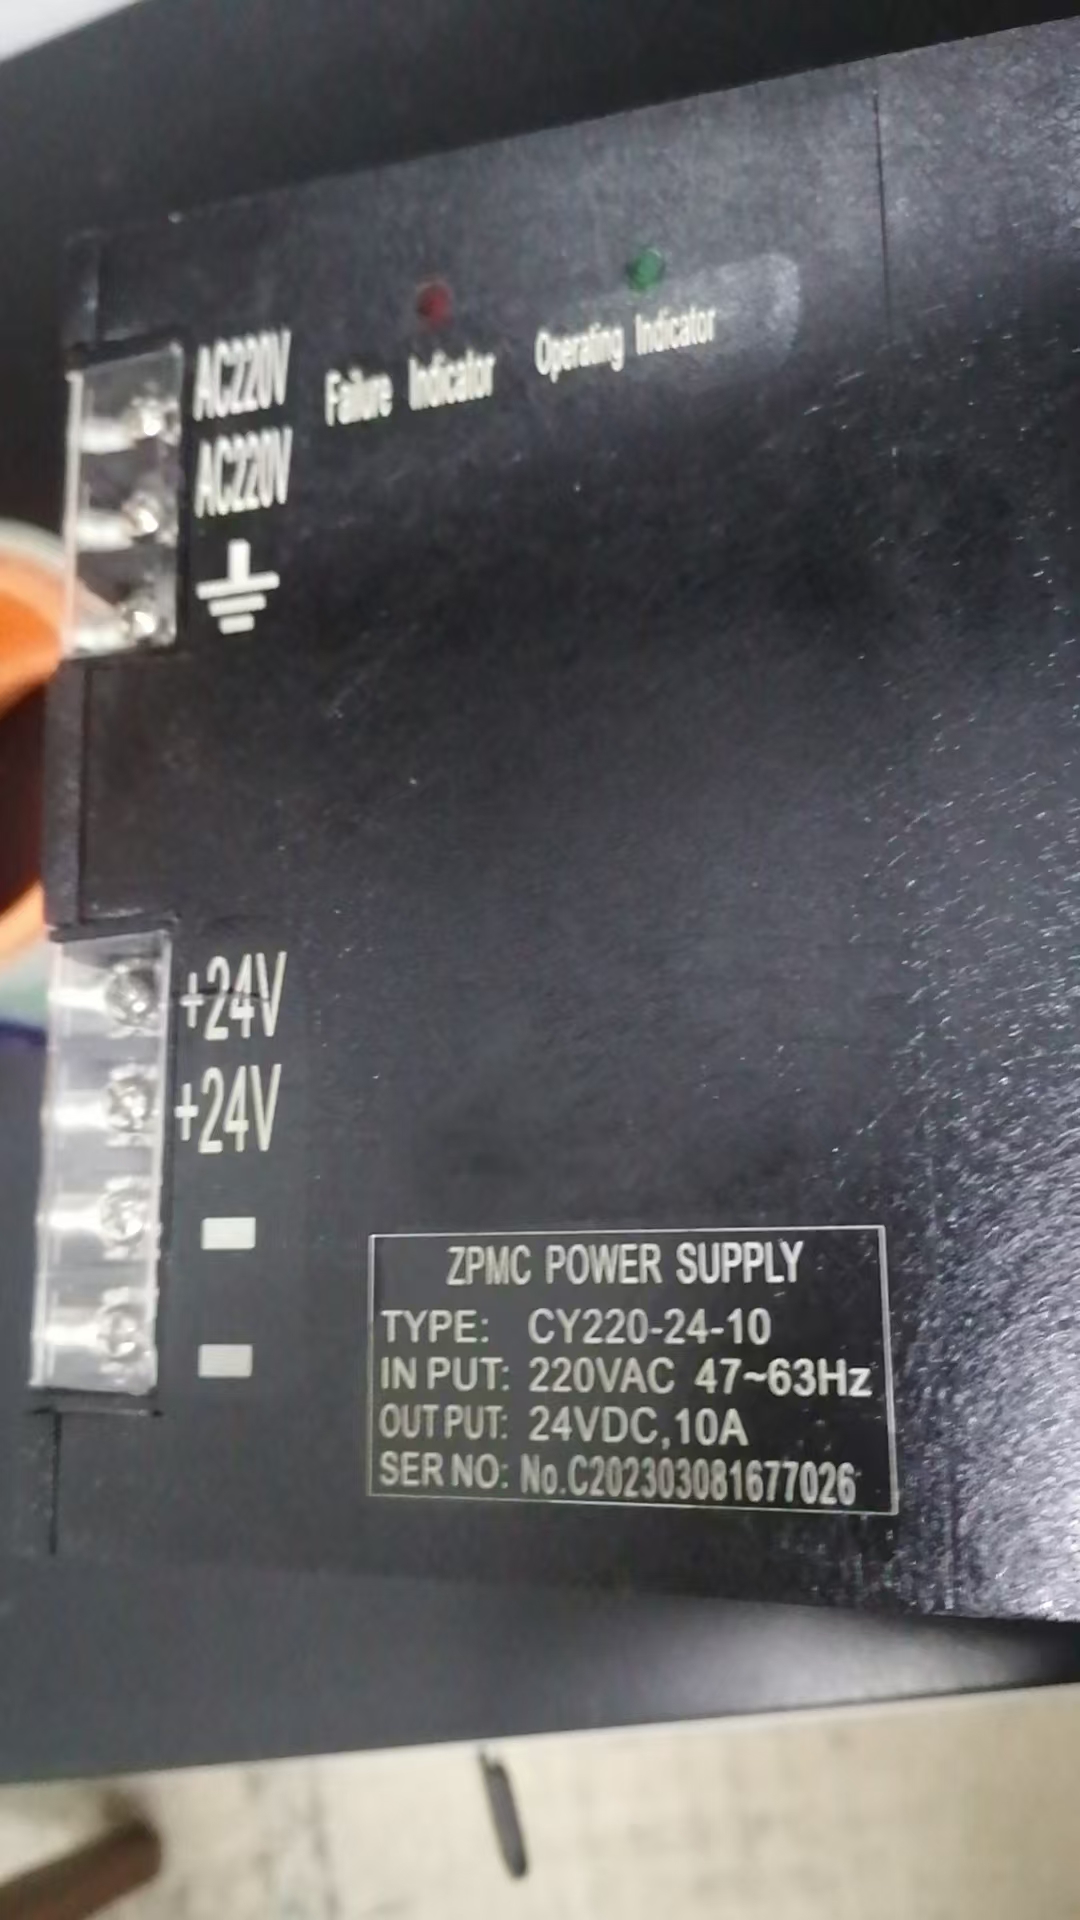 AC220V
AC220V
Failure Indicator
Operating Indicator
+24V
+24V
ZPMC POWER SUPPLY
TYPE: CY220-24-10
IN PUT: 220VAC 47~63Hz
OUT PUT: 24VDC,10A
SER NO: No.C202303081677026